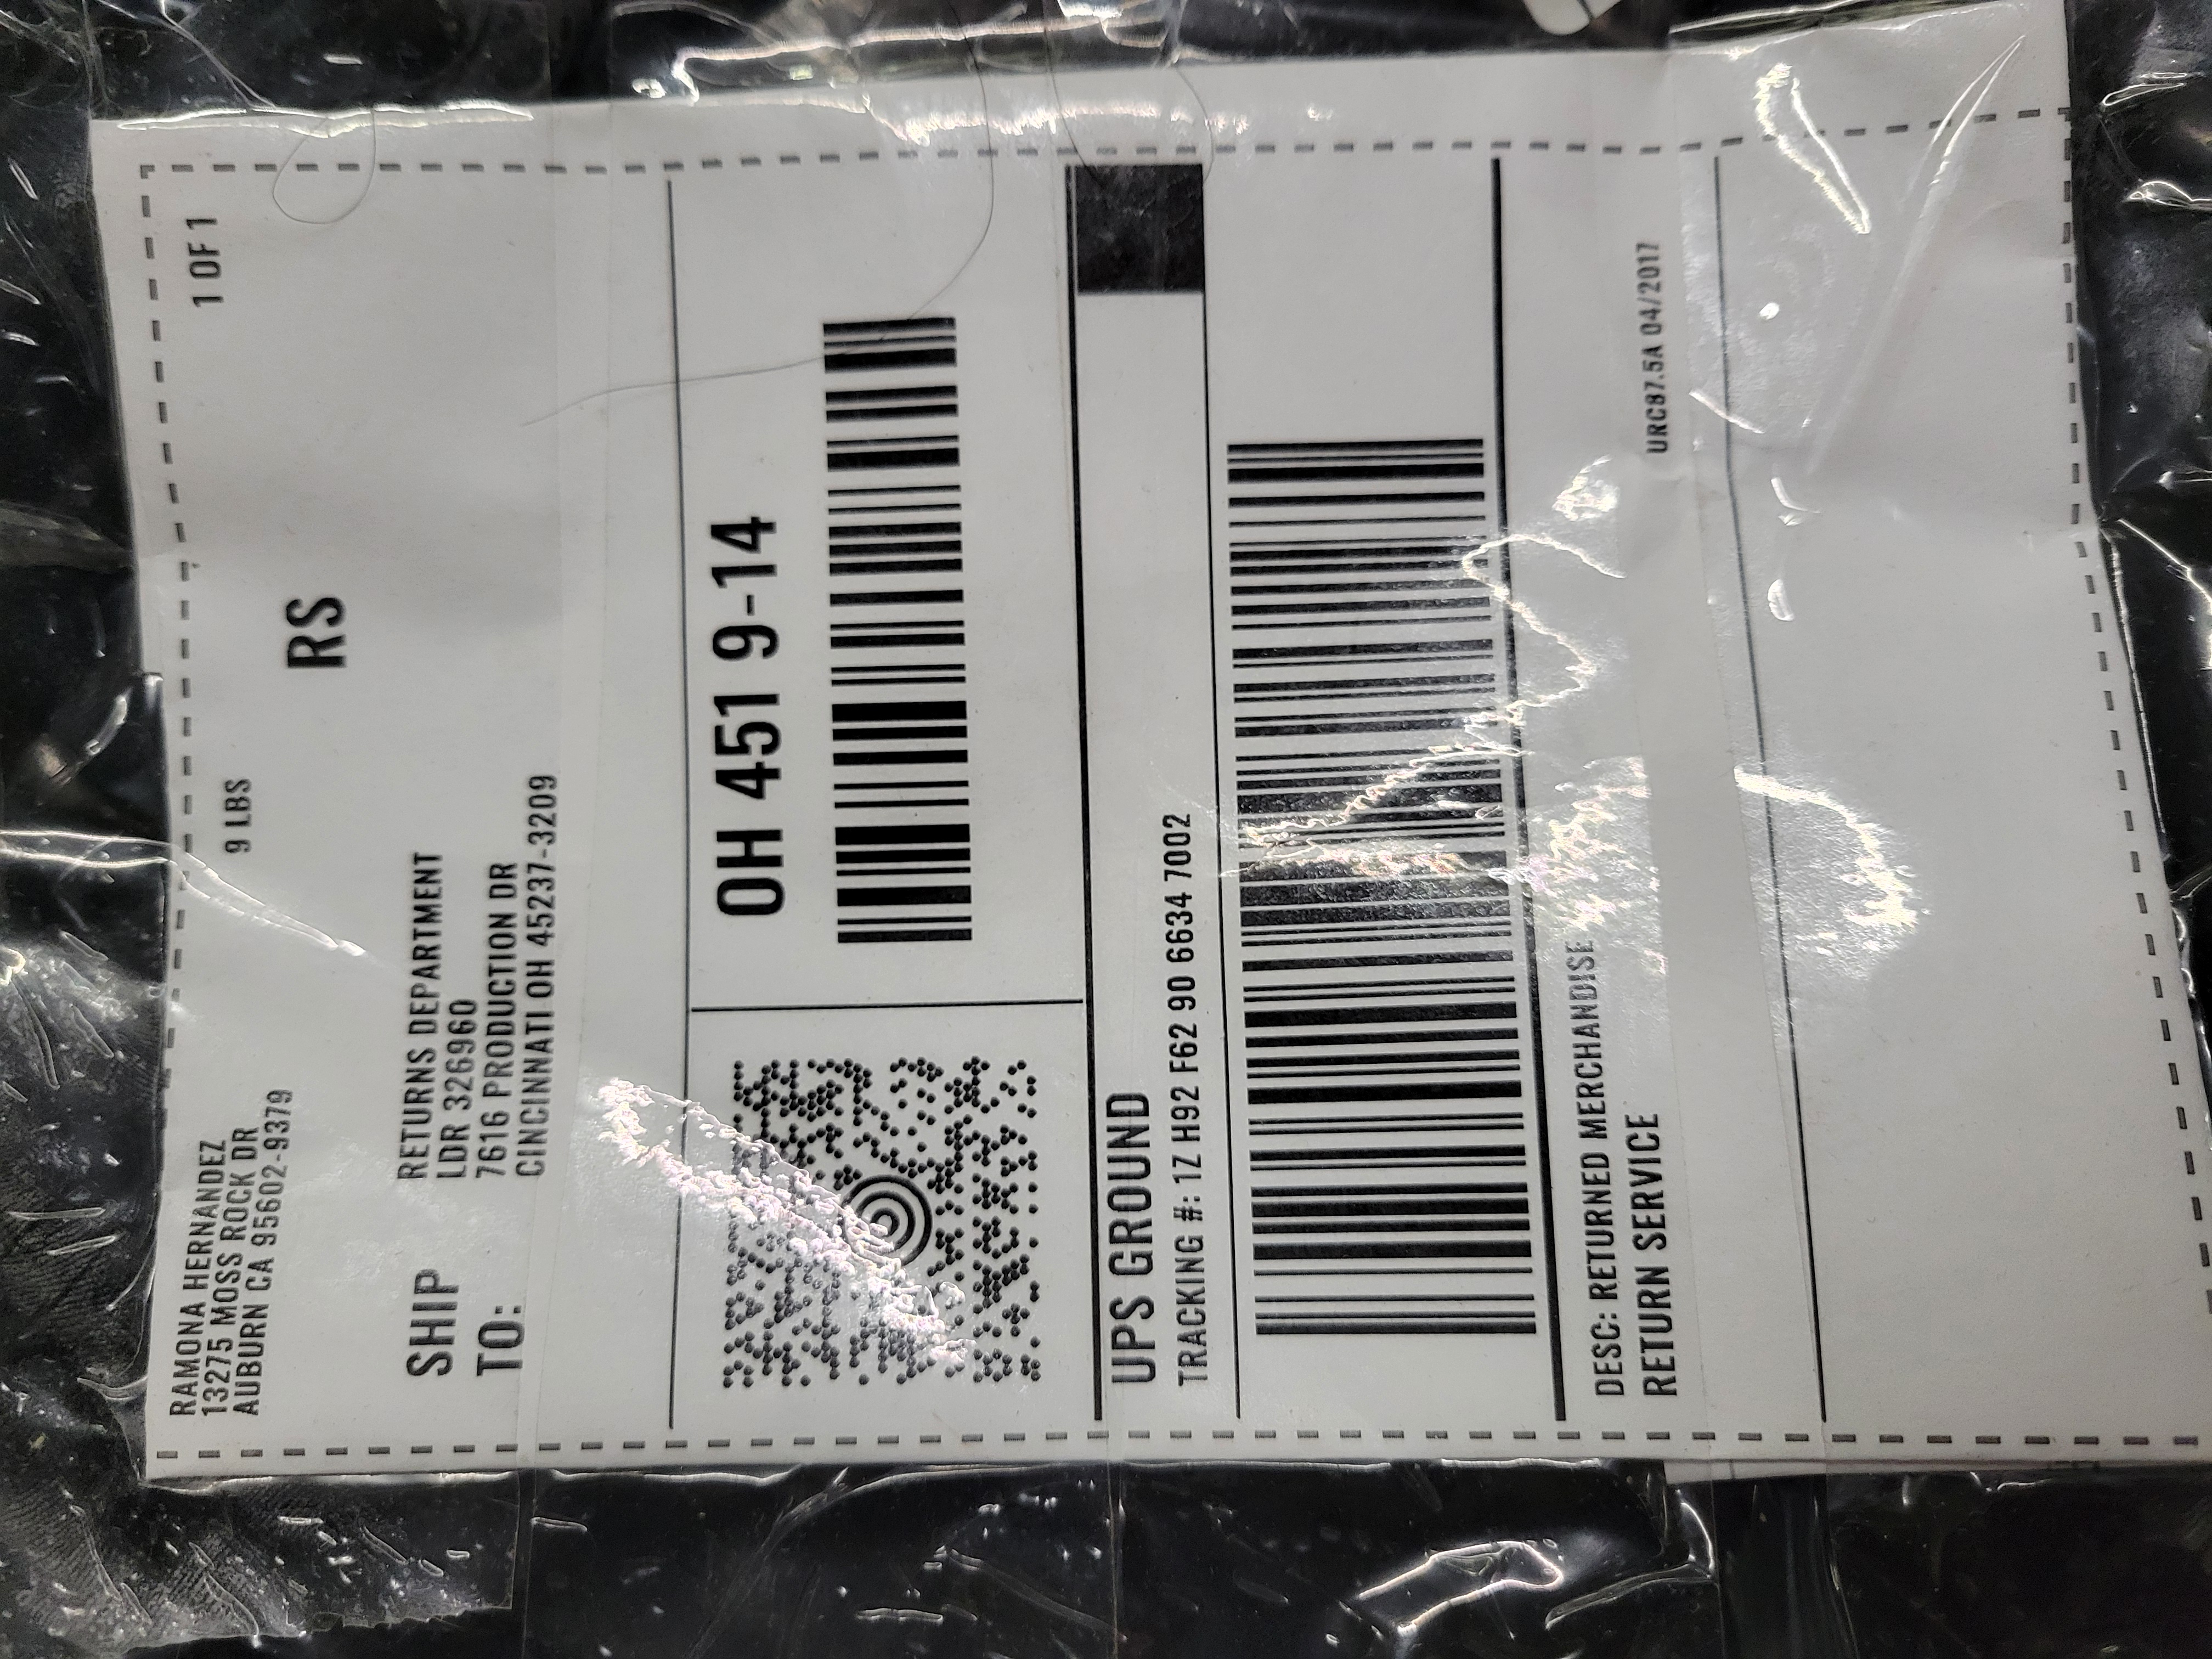 RAMONA HERNANDEZ
13275 MOSS ROCK DR
AUBURN CA 95602-9379
9 LBS
1 OF 1
RS
SHIP
TO:
RETURNS DEPARTMENT
LDR 3326960
7616 PRODUCTION DR
CINCINNATI OH 45237-3209
OH 451 9-14
UPS GROUND
TRACKING #: 1Z H92 F62 90 6634 7002
DESC: RETURNED MERCHANDISE
RETURN SERVICE
URC87.5A 04/2017